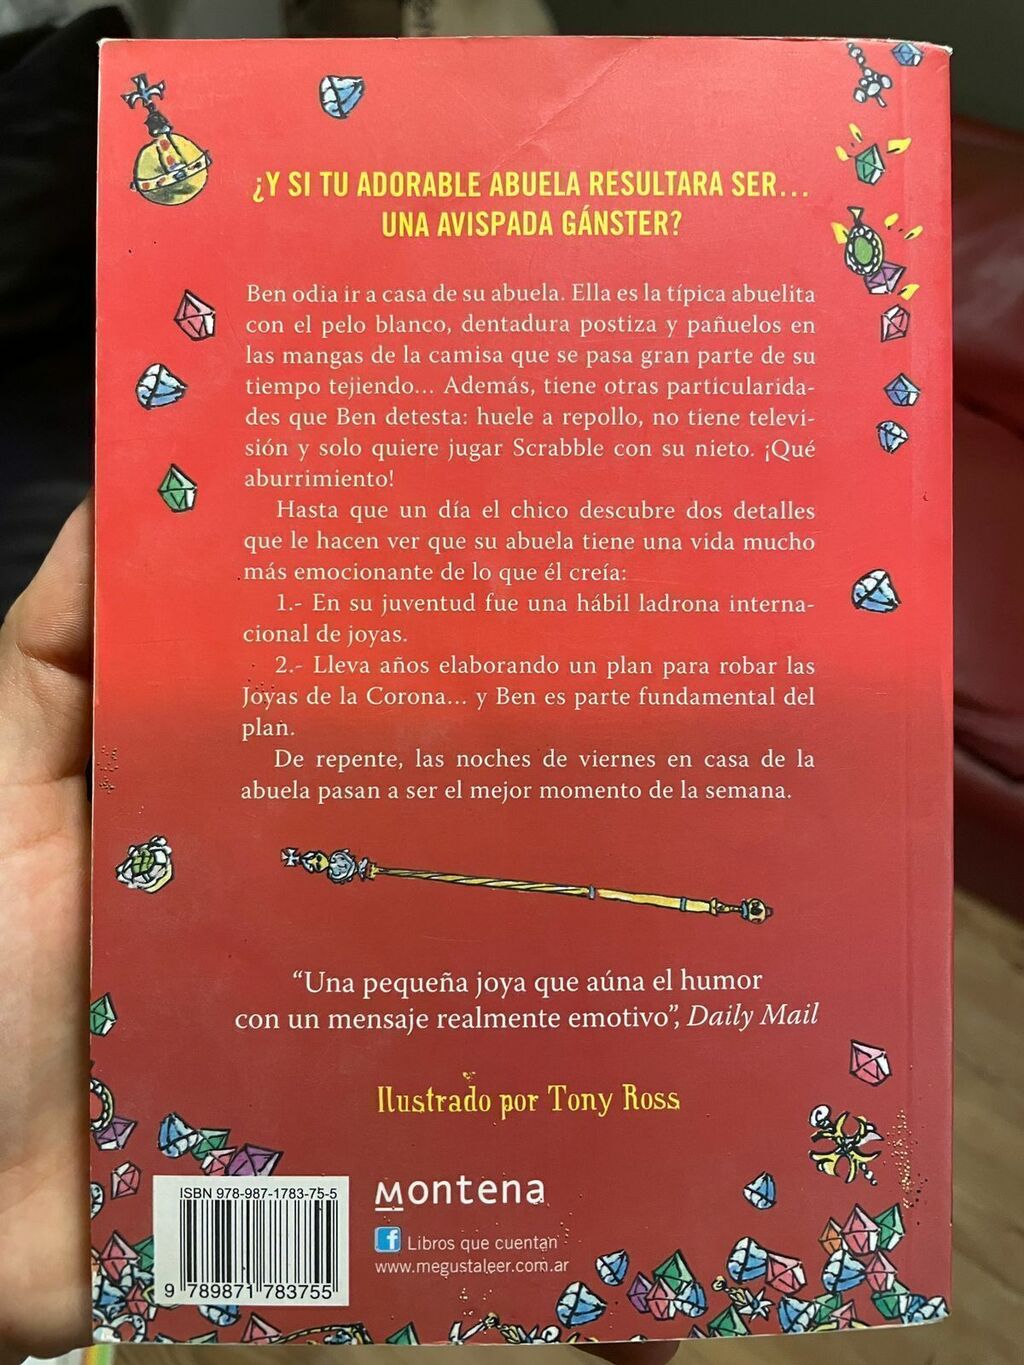 ¿Y SI TU ADORABLE ABUELA RESULTARA SER...
UNA AVISPADA GÁNSTER?
Ben odia ir a casa de su abuela. Ella es la típica abuelita
con el pelo blanco, dentadura postiza y pañuelos en
las mangas de la camisa que se pasa gran parte de su
tiempo tejiendo... Además, tiene otras particularida-
des que Ben detesta: huele a repollo, no tiene televi-
sión y solo quiere jugar Scrabble con su nieto. ¡Qué
aburrimiento!
Hasta que un día el chico descubre dos detalles
que le hacen ver que su abuela tiene una vida mucho
más emocionante de lo que él creía:
1.- En su juventud fue una hábil ladrona interna-
cional de joyas.
2.- Lleva años elaborando un plan para robar las
Joyas de la Corona... y Ben es parte fundamental del
plan.
De repente, las noches de viernes en casa de la
abuela pasan a ser el mejor momento de la semana.
“Una pequeña joya que aúna el humor
con un mensaje realmente emotivo”, Daily Mail
Ilustrado por Tony Ross
ISBN 978-987-1783-75-5
9 789871 783755
Montena
f Libros que cuentan
www.megustaleer.com.ar